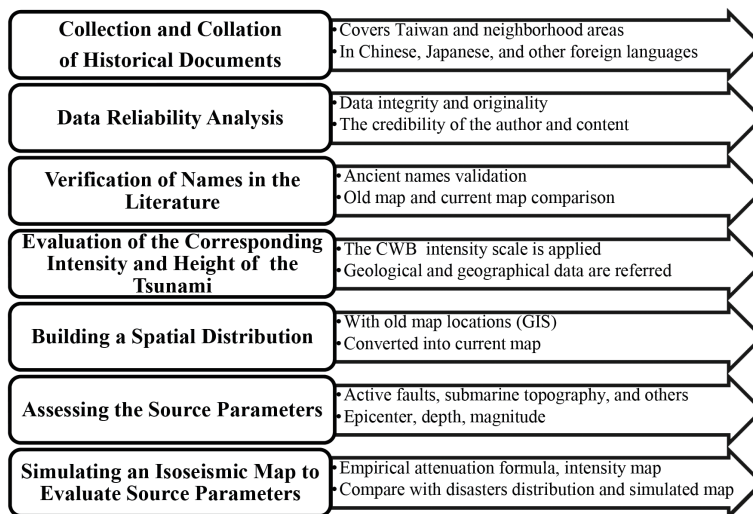 Collection and Collation
of Historical Documents
• Covers Taiwan and neighborhood areas
• In Chinese, Japanese, and other foreign languages
Data Reliability Analysis
• Data integrity and originality
• The credibility of the author and content
Verification of Names in the
Literature
• Ancient names validation
• Old map and current map comparison
Evaluation of the Corresponding
Intensity and Height of the
Tsunami
• The CWB intensity scale is applied
• Geological and geographical data are referred
Building a Spatial Distribution
• With old map locations (GIS)
• Converted into current map
Assessing the Source Parameters
• Active faults, submarine topography, and others
• Epicenter, depth, magnitude
Simulating an Isoseismic Map to
Evaluate Source Parameters
• Empirical attenuation formula, intensity map
• Compare with disasters distribution and simulated map